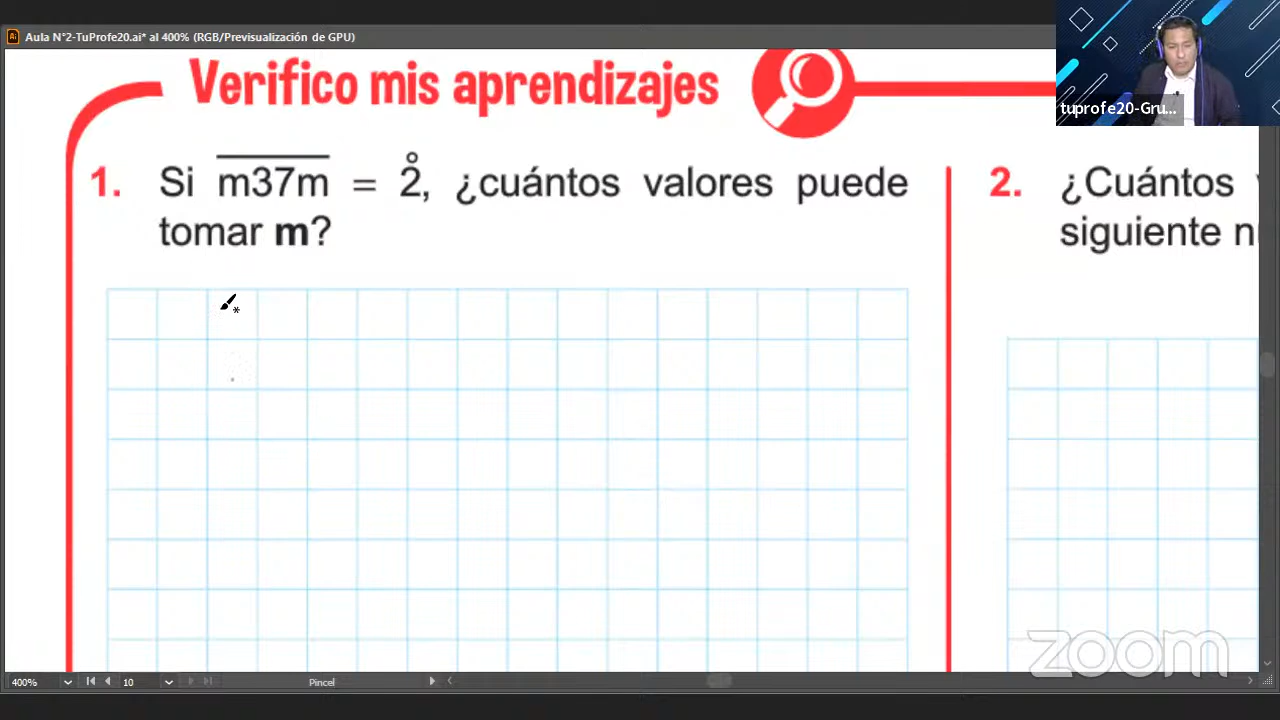 Aula N°2-TuProfe20.ai* al 400% (RGB/Previsualización de GPU)
Verifico mis aprendizajes
tuprofe20-Gru...
1. Si m37m = 2̊, ¿cuántos valores puede
tomar m?
2. ¿Cuántos
siguiente
zoom
400%
10
Pincel